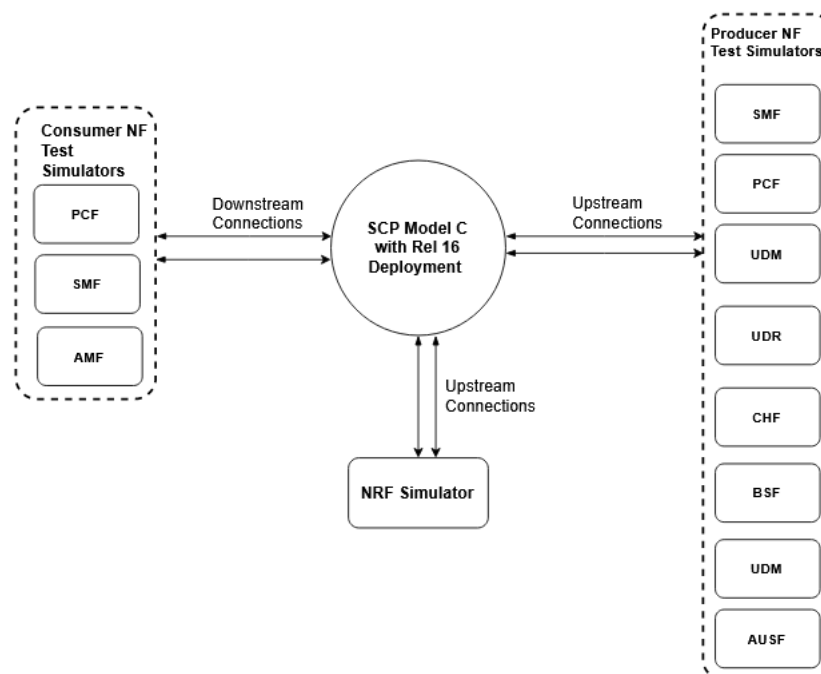 Producer NF
Test Simulators
SMF
PCF
UDM
UDR
CHF
BSF
UDM
AUSF
Consumer NF
Test
Simulators
PCF
SMF
AMF
Downstream
Connections
SCP Model C
with Rel 16
Deployment
Upstream
Connections
Upstream
Connections
NRF Simulator